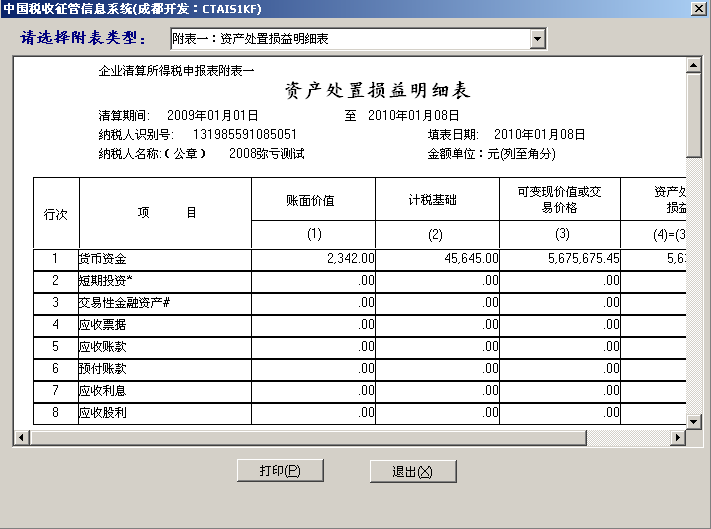 中国税收征管信息系统(成都开发：CTAIS1KF)
请选择附表类型： 附表一：资产处置损益明细表
企业清算所得税申报表附表一
资产处置损益明细表
清算期间： 2009年01月01日 至 2010年01月08日
纳税人识别号: 131985591085051 填表日期: 2010年01月08日
纳税人名称:(公章) 2008弥亏测试 金额单位：元(列至角分)
行次 项 目 账面价值 计税基础 可变现价值或交易价格 资产处 损益
(1) (2) (3) (4)=(3
1 货币资金 2,342.00 45,645.00 5,675,675.45 5,63
2 短期投资* .00 .00 .00
3 交易性金融资产# .00 .00 .00
4 应收票据 .00 .00 .00
5 应收账款 .00 .00 .00
6 预付账款 .00 .00 .00
7 应收利息 .00 .00 .00
8 应收股利 .00 .00 .00
打印(P) 退出(X)